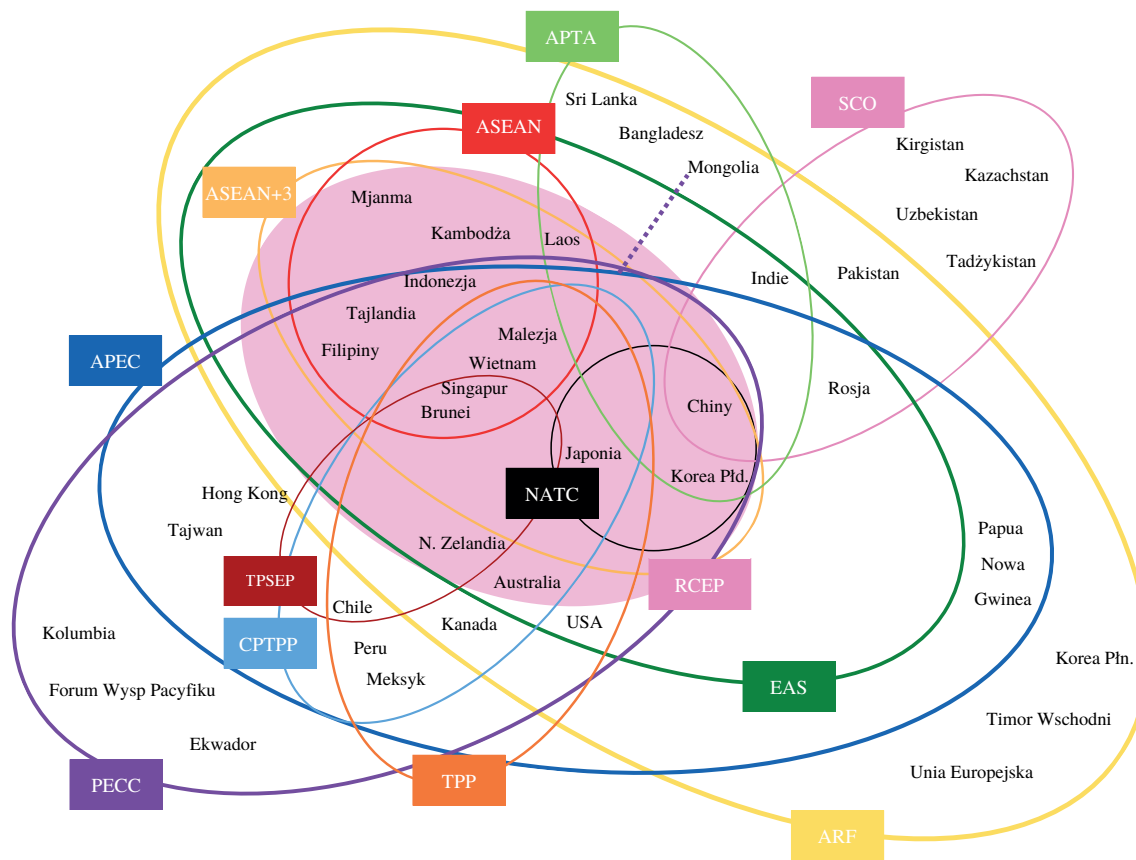 APTA
Sri Lanka
SCO
ASEAN
Bangladesz
Kirgistan
Mongolia
Kazachstan
ASEAN+3
Mjanma
Uzbekistan
Kambodża
Laos
Tadżykistan
Indonezja
Indie
Pakistan
Tajlandia
Malezja
Filipiny
APEC
Wietnam
Singapur
Rosja
Brunei
Chiny
Japonia
Korea Płd.
Hong Kong
NATC
Tajwan
Papua
N. Zelandia
Nowa
TPSEP
Australia
RCEP
Gwinea
Chile
Kanada
USA
Kolumbia
CPTPP
Peru
Korea Płn.
Meksyk
EAS
Forum Wysp Pacyfiku
Timor Wschodni
Ekwador
PECC
TPP
Unia Europejska
ARF